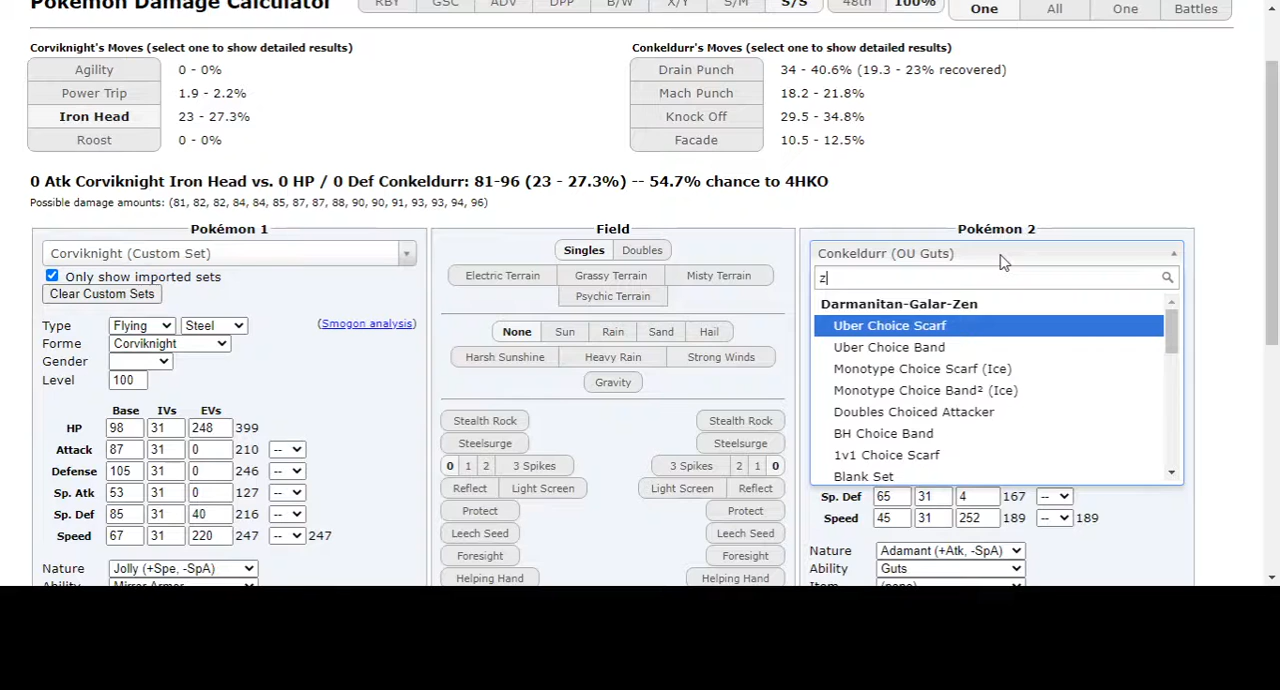 Pokémon Damage Calculator RBY GSC ADV DPP B/W X/Y S/M S/S 48th 100% One All One Battles
Corviknight's Moves (select one to show detailed results)
Agility 0 - 0%
Power Trip 1.9 - 2.2%
Iron Head 23 - 27.3%
Roost 0 - 0%
Conkeldurr's Moves (select one to show detailed results)
Drain Punch 34 - 40.6% (19.3 - 23% recovered)
Mach Punch 18.2 - 21.8%
Knock Off 29.5 - 34.8%
Facade 10.5 - 12.5%
0 Atk Corviknight Iron Head vs. 0 HP / 0 Def Conkeldurr: 81-96 (23 - 27.3%) -- 54.7% chance to 4HKO
Possible damage amounts: (81, 82, 82, 84, 84, 85, 87, 87, 88, 90, 90, 91, 93, 93, 94, 96)
Pokémon 1
Corviknight (Custom Set)
Only show imported sets
Clear Custom Sets
Type Flying Steel (Smogon analysis)
Forme Corviknight
Gender
Level 100
Base IVs EVs
HP 98 31 248 399
Attack 87 31 0 210 --
Defense 105 31 0 246 --
Sp. Atk 53 31 0 127 --
Sp. Def 85 31 40 216 --
Speed 67 31 220 247 -- 247
Nature Jolly (+Spe, -SpA)
Ability Mirror Armor
Field
Singles Doubles
Electric Terrain Grassy Terrain Misty Terrain
Psychic Terrain
None Sun Rain Sand Hail
Harsh Sunshine Heavy Rain Strong Winds
Gravity
Stealth Rock Stealth Rock
Steelsurge Steelsurge
0 1 2 3 Spikes 3 Spikes 2 1 0
Reflect Light Screen Light Screen Reflect
Protect Protect
Leech Seed Leech Seed
Foresight Foresight
Helping Hand Helping Hand
Pokémon 2
Conkeldurr (OU Guts)
z
Darmanitan-Galar-Zen
Uber Choice Scarf
Uber Choice Band
Monotype Choice Scarf (Ice)
Monotype Choice Band² (Ice)
Doubles Choiced Attacker
BH Choice Band
1v1 Choice Scarf
Blank Set
Sp. Def 65 31 4 167 --
Speed 45 31 252 189 -- 189
Nature Adamant (+Atk, -SpA)
Ability Guts
Item (none)